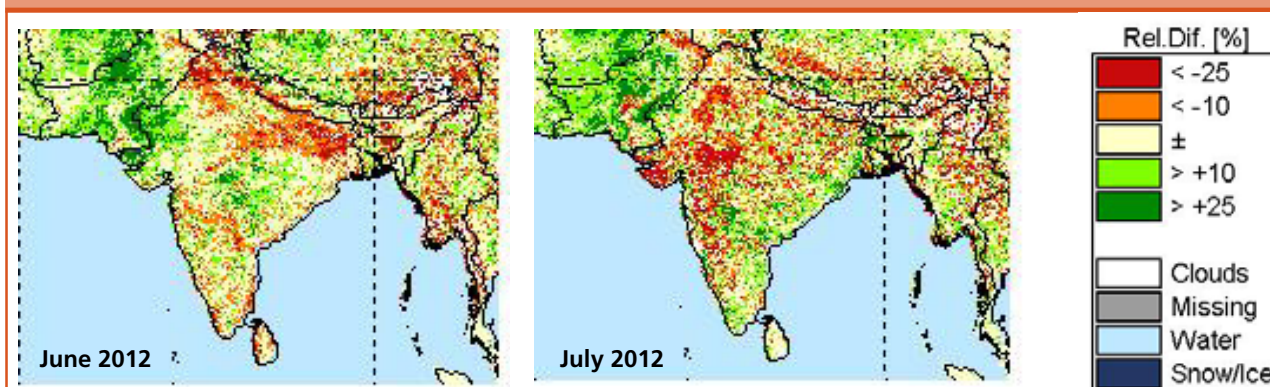 June 2012
July 2012
Rel.Dif. [%]
< -25
< -10
±
> +10
> +25
Clouds
Missing
Water
Snow/Ice